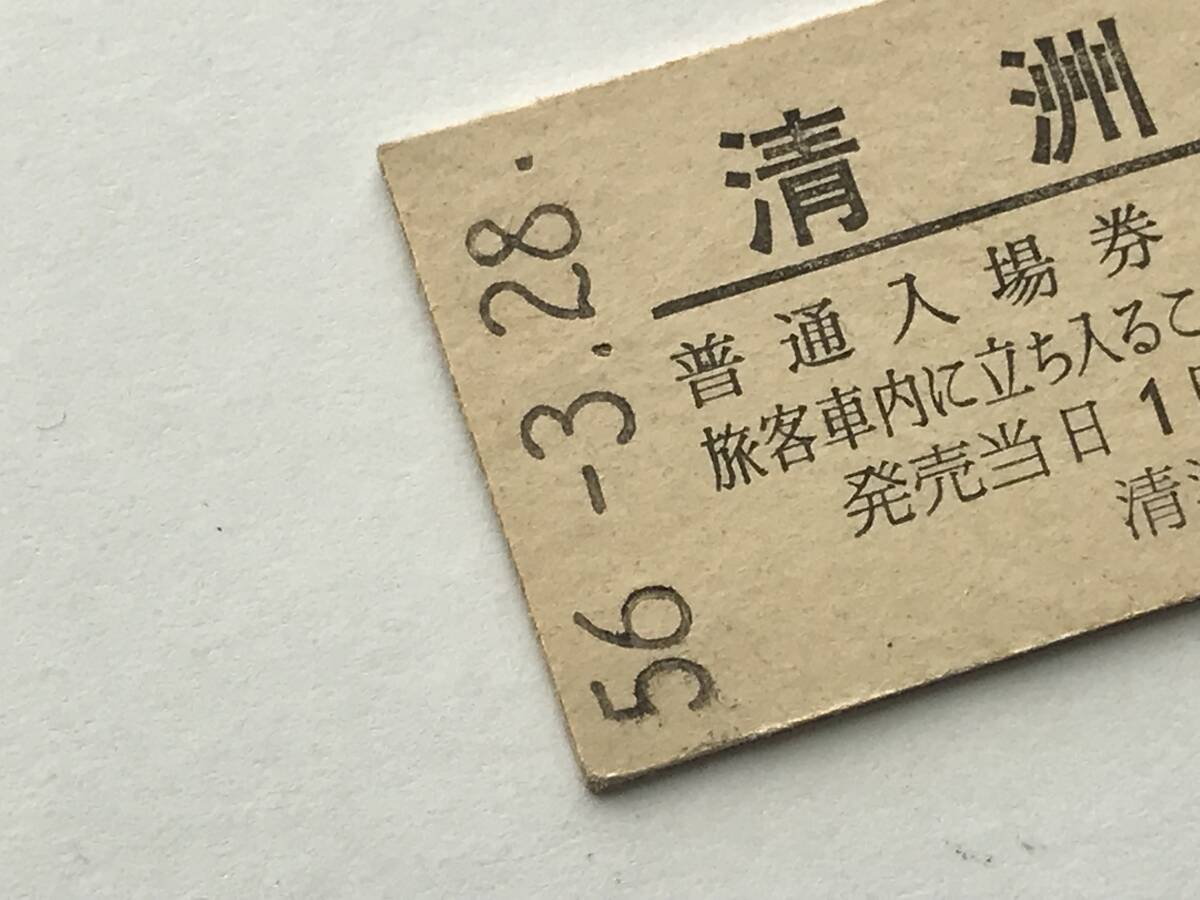 清洲
普通入場券
旅客車内に立ち入るこ
発売当日1
清
56-3.28.